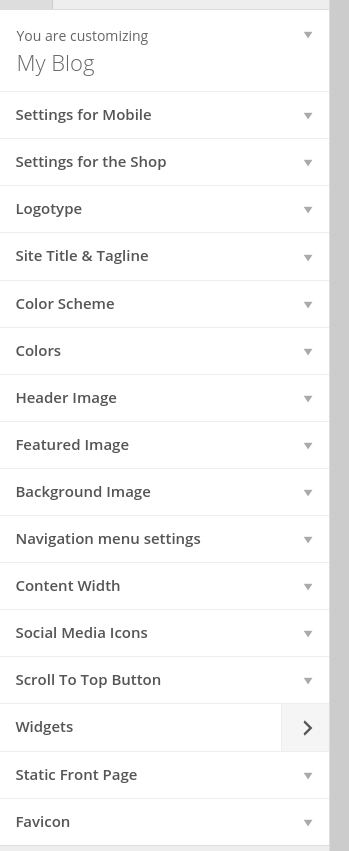 You are customizing
My Blog
Settings for Mobile
Settings for the Shop
Logotype
Site Title & Tagline
Color Scheme
Colors
Header Image
Featured Image
Background Image
Navigation menu settings
Content Width
Social Media Icons
Scroll To Top Button
Widgets
Static Front Page
Favicon